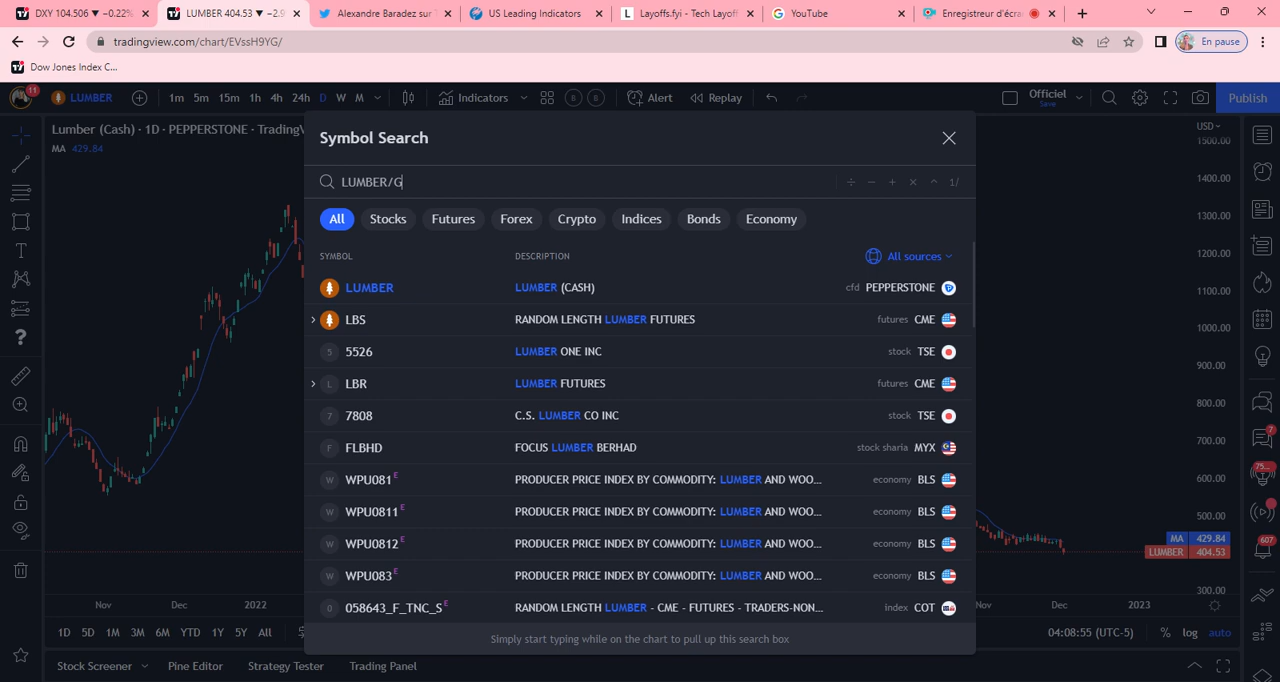 DXY 104.506 ▼ −0.22%
LUMBER 404.53 ▼ −2.9
Alexandre Baradez sur T
US Leading Indicators
Layoffs.fyi - Tech Layoff
YouTube
Enregistreur d'écra
tradingview.com/chart/EVssH9YG/
En pause
Dow Jones Index C...
11
LUMBER
1m 5m 15m 1h 4h 24h D W M
Indicators
B B
Alert
Replay
Officiel
Save
Publish
Lumber (Cash) · 1D · PEPPERSTONE · TradingV
MA 429.84
Symbol Search
LUMBER/G
1/
All Stocks Futures Forex Crypto Indices Bonds Economy
SYMBOL DESCRIPTION All sources
LUMBER LUMBER (CASH) cfd PEPPERSTONE
LBS RANDOM LENGTH LUMBER FUTURES futures CME
5 5526 LUMBER ONE INC stock TSE
L LBR LUMBER FUTURES futures CME
7 7808 C.S. LUMBER CO INC stock TSE
F FLBHD FOCUS LUMBER BERHAD stock sharia MYX
W WPU081 E PRODUCER PRICE INDEX BY COMMODITY: LUMBER AND WOO... economy BLS
W WPU0811 E PRODUCER PRICE INDEX BY COMMODITY: LUMBER AND WOO... economy BLS
W WPU0812 E PRODUCER PRICE INDEX BY COMMODITY: LUMBER AND WOO... economy BLS
W WPU083 E PRODUCER PRICE INDEX BY COMMODITY: LUMBER AND WOO... economy BLS
0 058643_F_TNC_S E RANDOM LENGTH LUMBER - CME - FUTURES - TRADERS-NON... index COT
Simply start typing while on the chart to pull up this search box
USD
1500.00
1400.00
1300.00
1200.00
1100.00
1000.00
900.00
800.00
700.00
600.00
500.00
MA 429.84
LUMBER 404.53
300.00
7
75...
607
Nov Dec 2022 Nov Dec 2023
1D 5D 1M 3M 6M YTD 1Y 5Y All
04:08:55 (UTC-5) % log auto
Stock Screener Pine Editor Strategy Tester Trading Panel